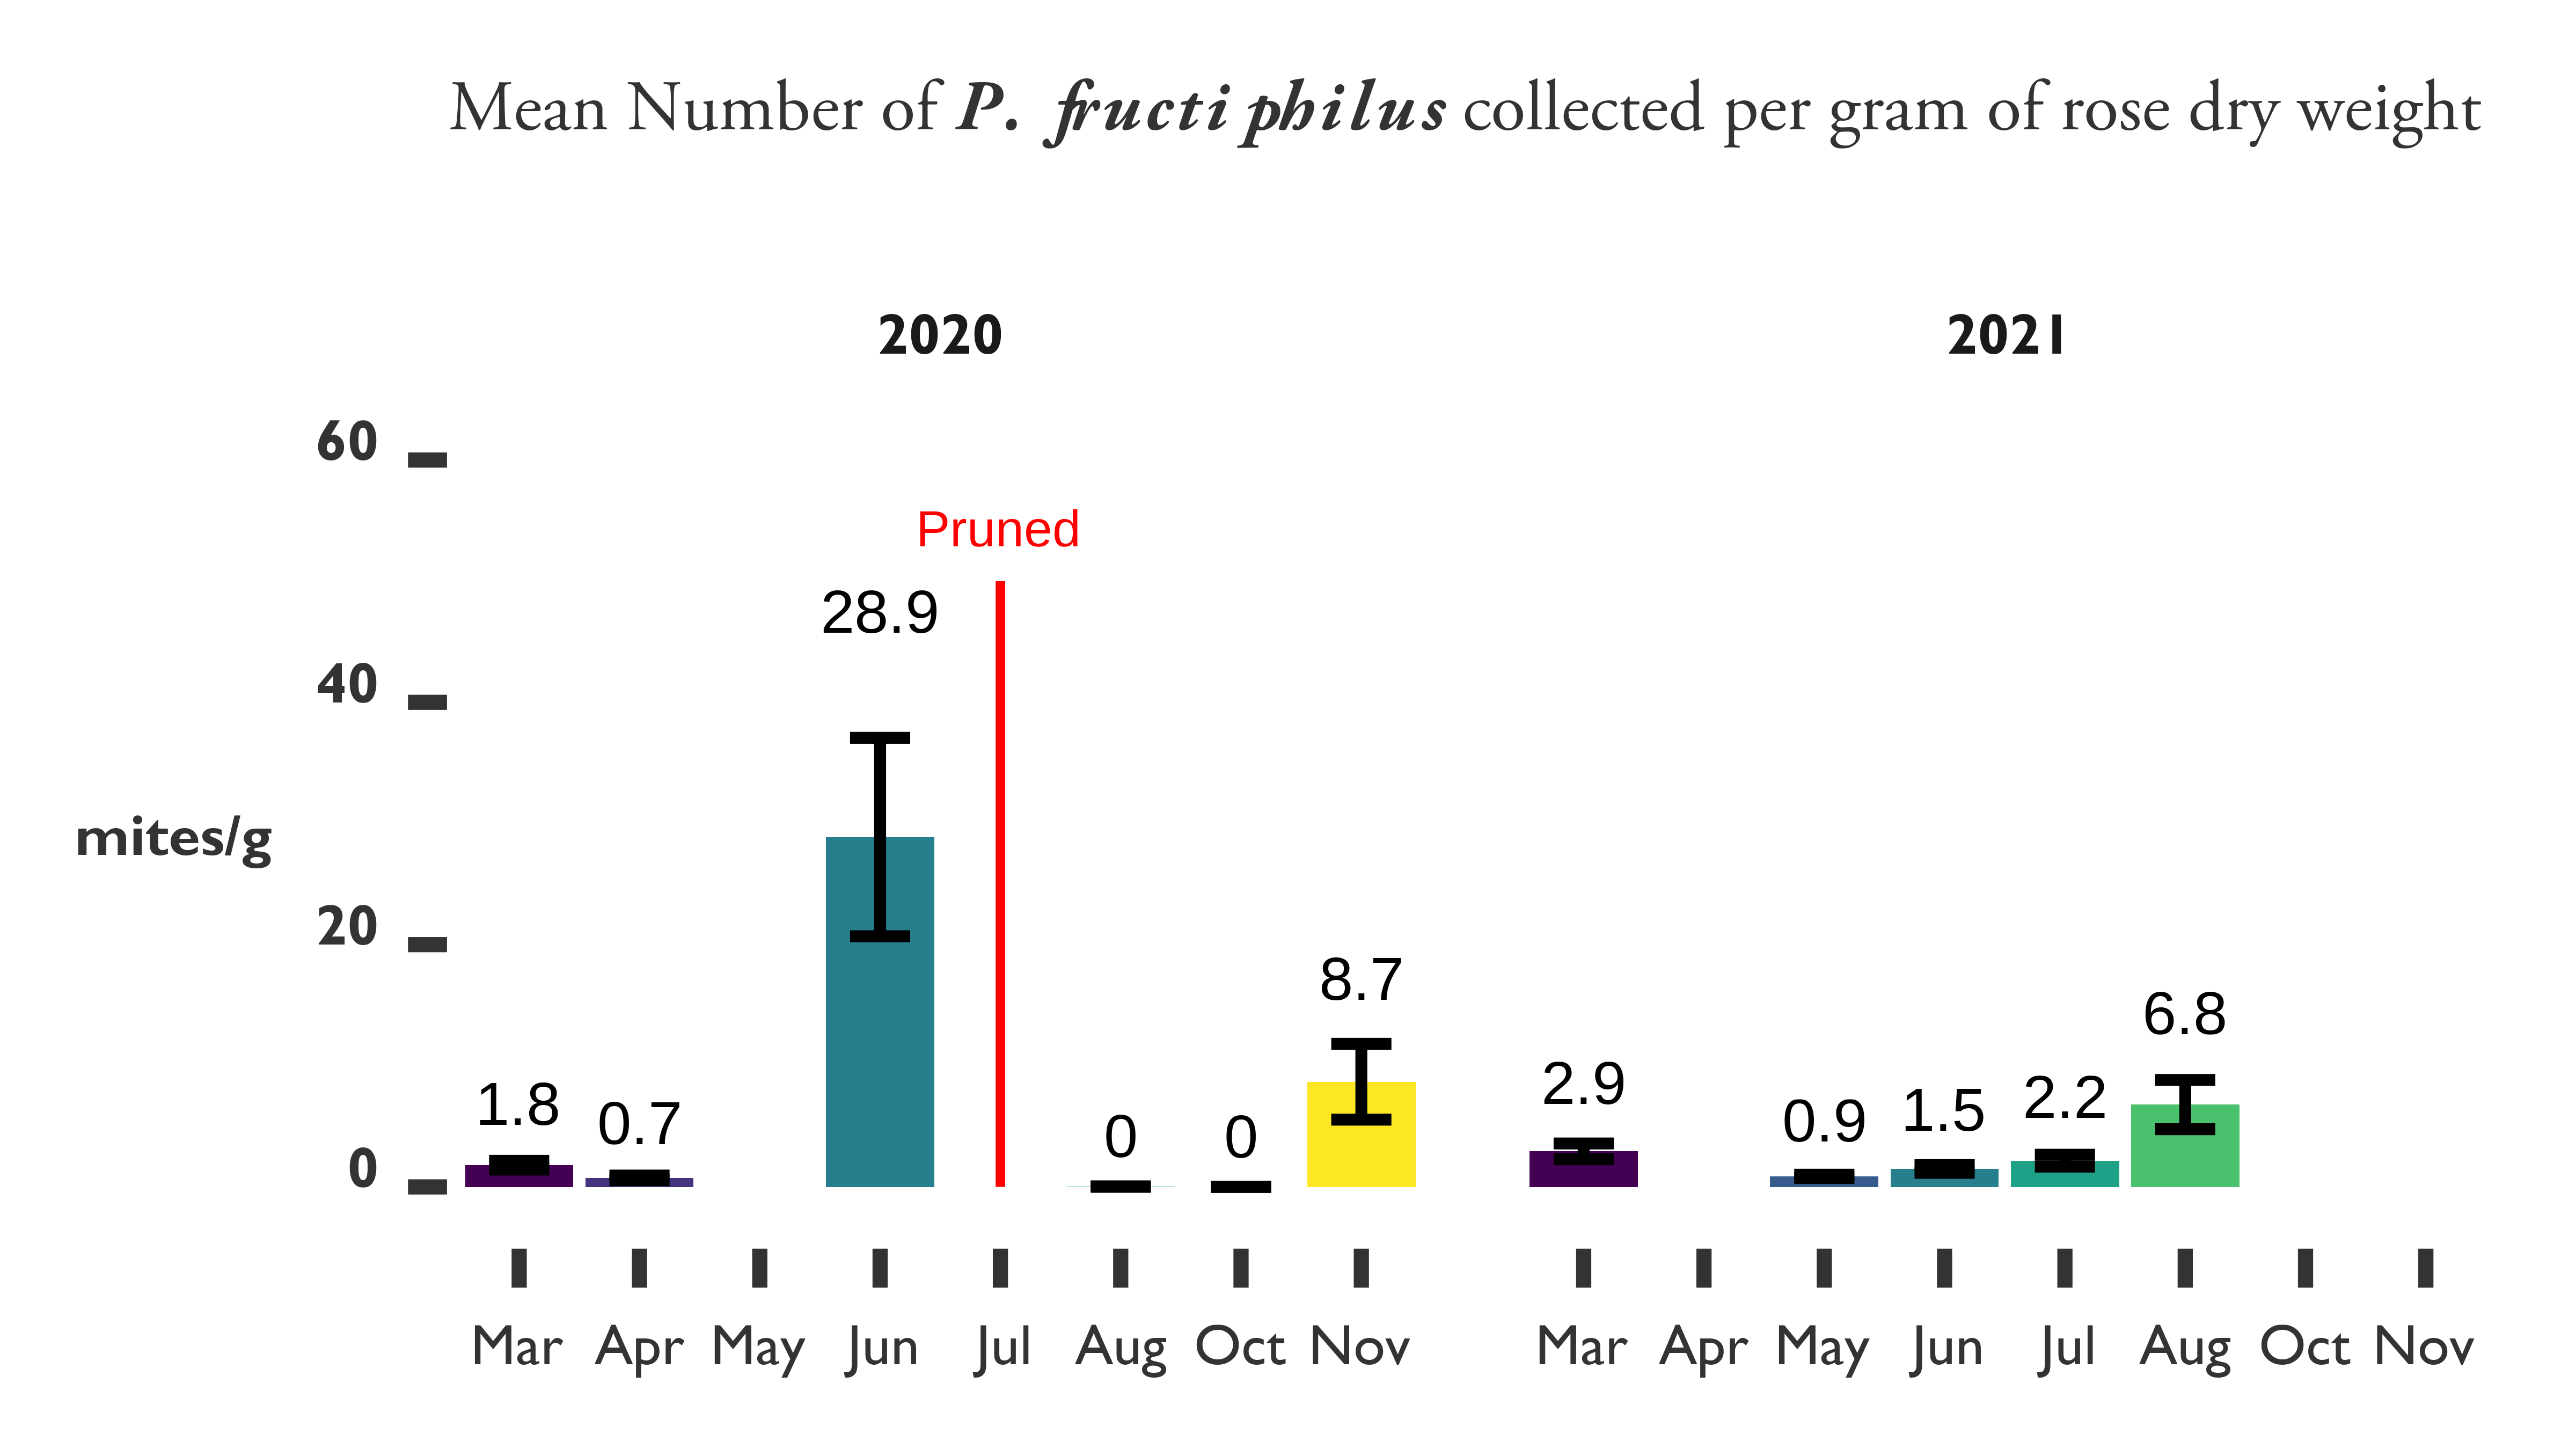 Mean Number of P. fructiphilus collected per gram of rose dry weight
2020 2021
60
Pruned
28.9
40
mites/g
20
8.7
6.8
2.9
1.8 0.7 0 0 0.9 1.5 2.2
0
Mar Apr May Jun Jul Aug Oct Nov Mar Apr May Jun Jul Aug Oct Nov